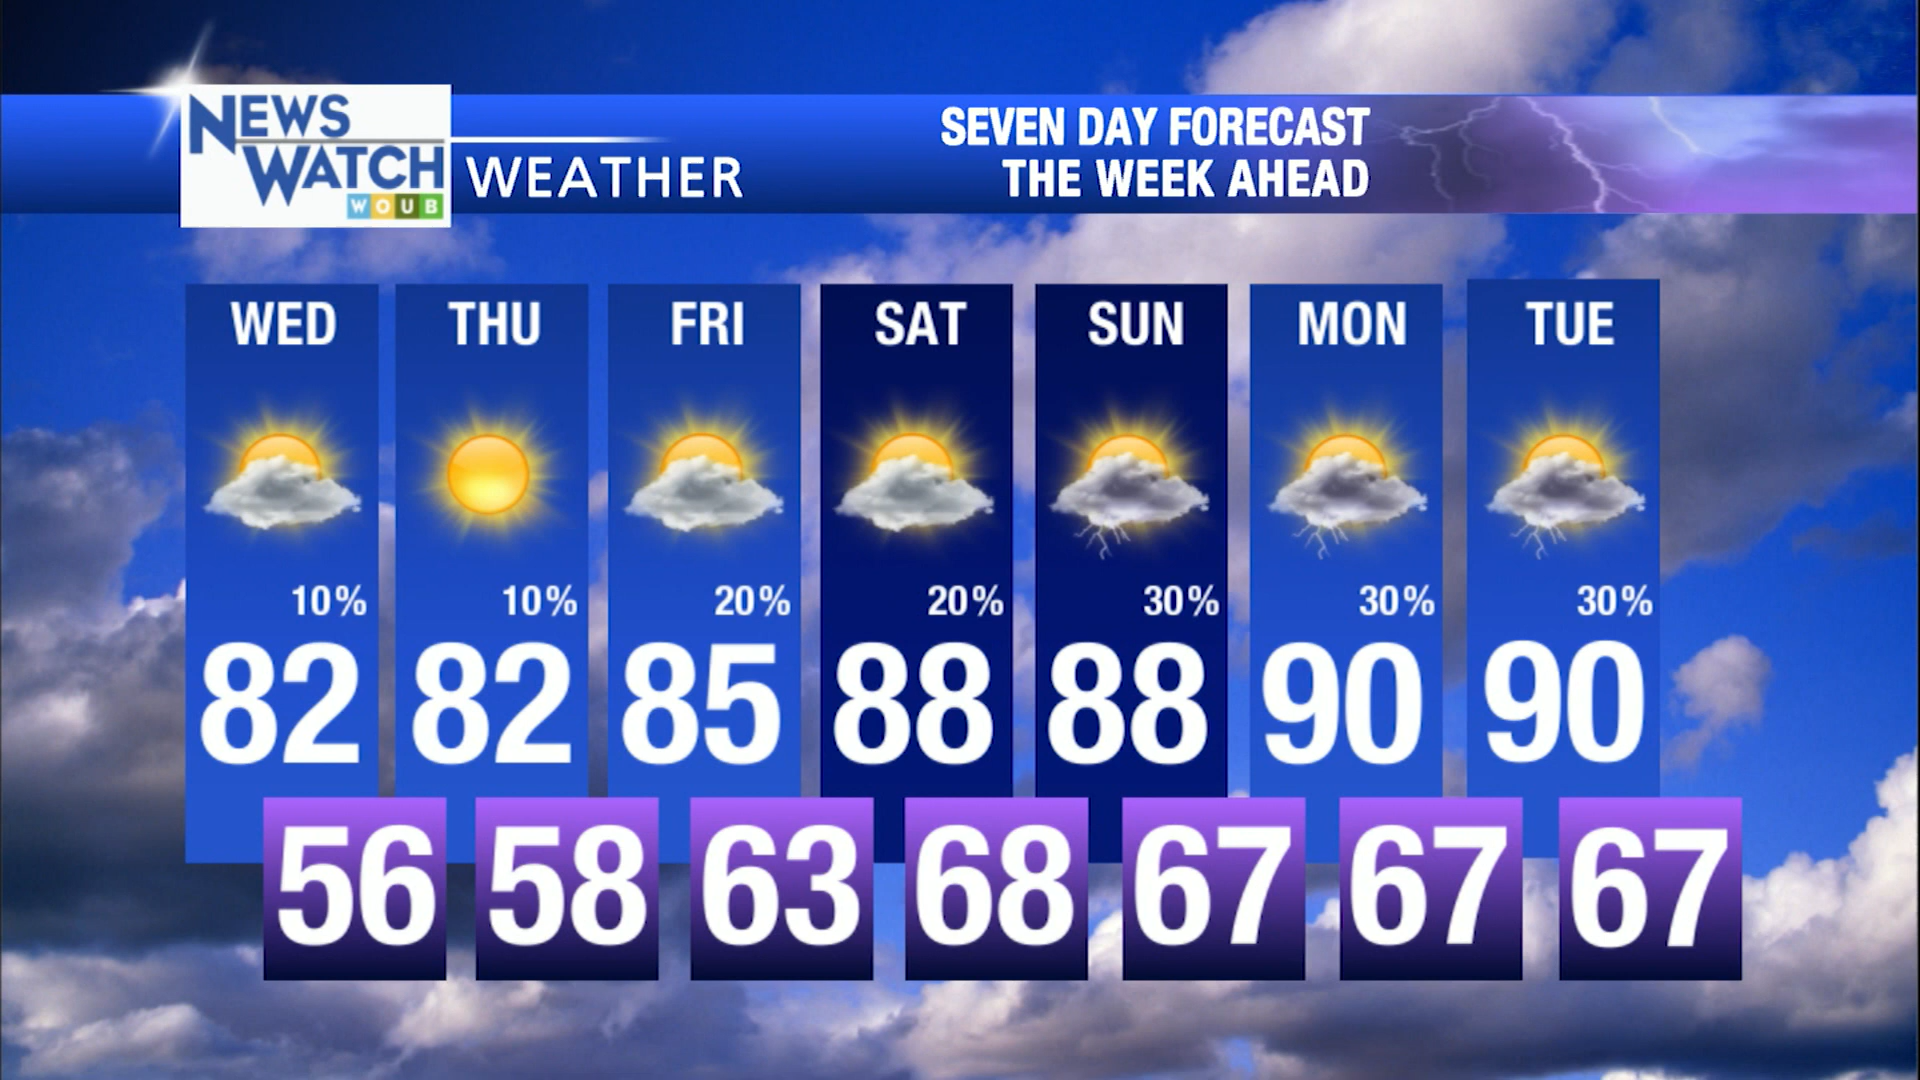 NEWS
WATCH
WOUB
WEATHER
SEVEN DAY FORECAST
THE WEEK AHEAD
WED THU FRI SAT SUN MON TUE
10% 10% 20% 20% 30% 30% 30%
82 82 85 88 88 90 90
56 58 63 68 67 67 67